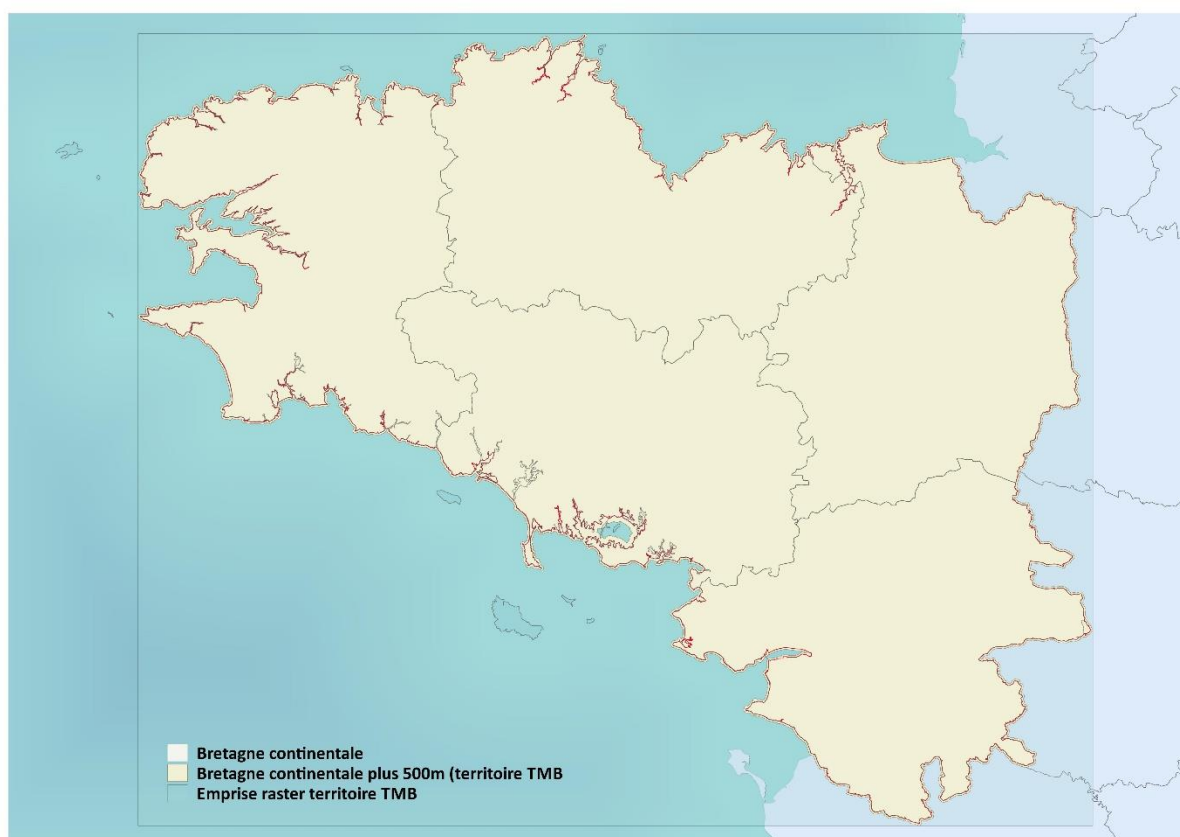 Bretagne continentale
Bretagne continentale plus 500m (territoire TMB
Emprise raster territoire TMB